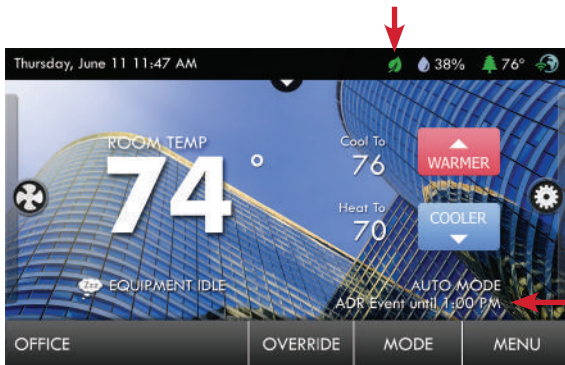 Thursday, June 11 11:47 AM 38% 76°
ROOM TEMP
74°
Cool To
76
WARMER
Heat To
70
COOLER
Zzz EQUIPMENT IDLE
AUTO MODE
ADR Event until 1:00 PM
OFFICE OVERRIDE MODE MENU